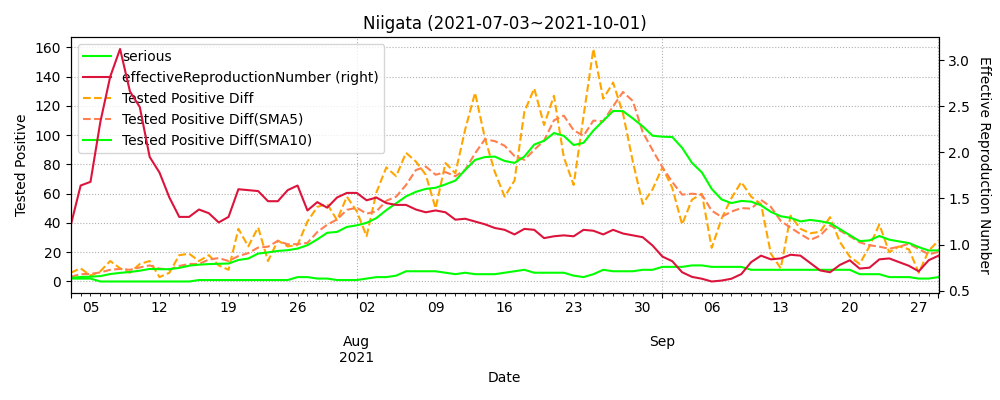 Niigata (2021-07-03~2021-10-01)
serious
effectiveReproductionNumber (right)
Tested Positive Diff
Tested Positive Diff(SMA5)
Tested Positive Diff(SMA10)
Tested Positive
160
140
120
100
80
60
40
20
0
3.0
2.5
2.0
1.5
1.0
0.5
Effective Reproduction Number
05 12 19 26 02 09 16 23 30 06 13 20 27
Aug Sep
2021
Date